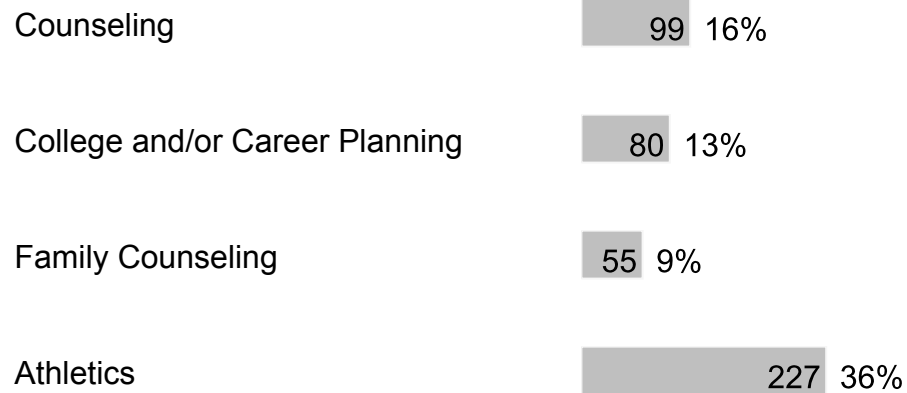 Counseling 99 16%
College and/or Career Planning 80 13%
Family Counseling 55 9%
Athletics 227 36%